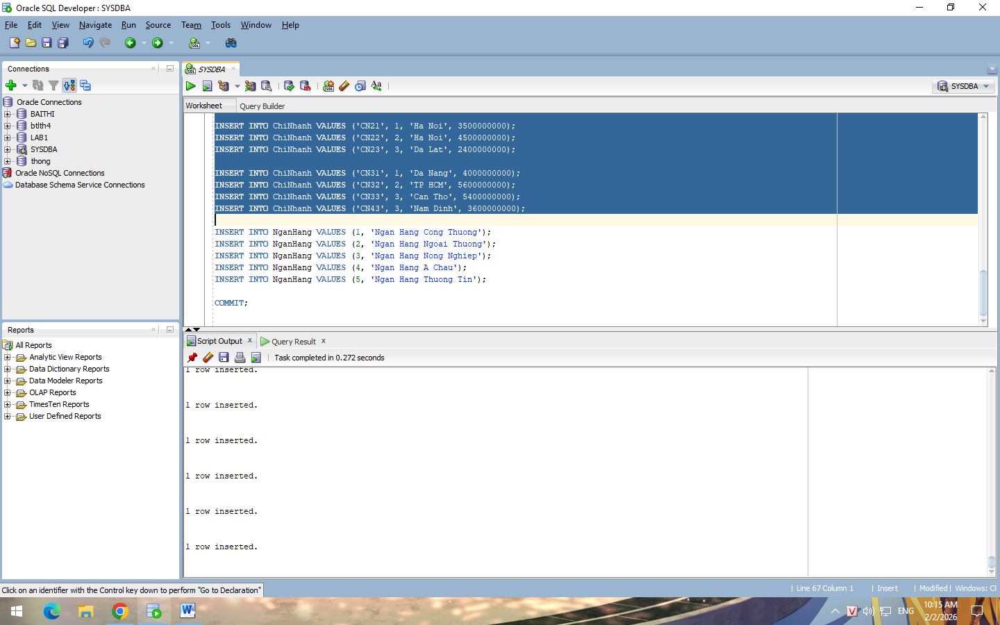 Oracle SQL Developer : SYSDBA
File Edit View Navigate Run Source Team Tools Window Help
Connections
Oracle Connections
BAITHI
btlth4
LAB1
SYSDBA
thong
Oracle NoSQL Connections
Database Schema Service Connections
SYSDBA
SYSDBA
Worksheet Query Builder
INSERT INTO ChiNhanh VALUES ('CN21', 1, 'Ha Noi', 3500000000);
INSERT INTO ChiNhanh VALUES ('CN22', 2, 'Ha Noi', 4500000000);
INSERT INTO ChiNhanh VALUES ('CN23', 3, 'Da Lat', 2400000000);
INSERT INTO ChiNhanh VALUES ('CN31', 1, 'Da Nang', 4000000000);
INSERT INTO ChiNhanh VALUES ('CN32', 2, 'TP HCM', 5600000000);
INSERT INTO ChiNhanh VALUES ('CN33', 3, 'Can Tho', 5400000000);
INSERT INTO ChiNhanh VALUES ('CN43', 3, 'Nam Dinh', 3600000000);
INSERT INTO NganHang VALUES (1, 'Ngan Hang Cong Thuong');
INSERT INTO NganHang VALUES (2, 'Ngan Hang Ngoai Thuong');
INSERT INTO NganHang VALUES (3, 'Ngan Hang Nong Nghiep');
INSERT INTO NganHang VALUES (4, 'Ngan Hang A Chau');
INSERT INTO NganHang VALUES (5, 'Ngan Hang Thuong Tin');
COMMIT;
Reports
All Reports
Analytic View Reports
Data Dictionary Reports
Data Modeler Reports
OLAP Reports
TimesTen Reports
User Defined Reports
Script Output Query Result
Task completed in 0.272 seconds
1 row inserted.
1 row inserted.
1 row inserted.
1 row inserted.
1 row inserted.
1 row inserted.
Click on an identifier with the Control key down to perform "Go to Declaration"
Line 67 Column 1 Insert Modified Windows: CF
ENG
10:15 AM
2/2/2026